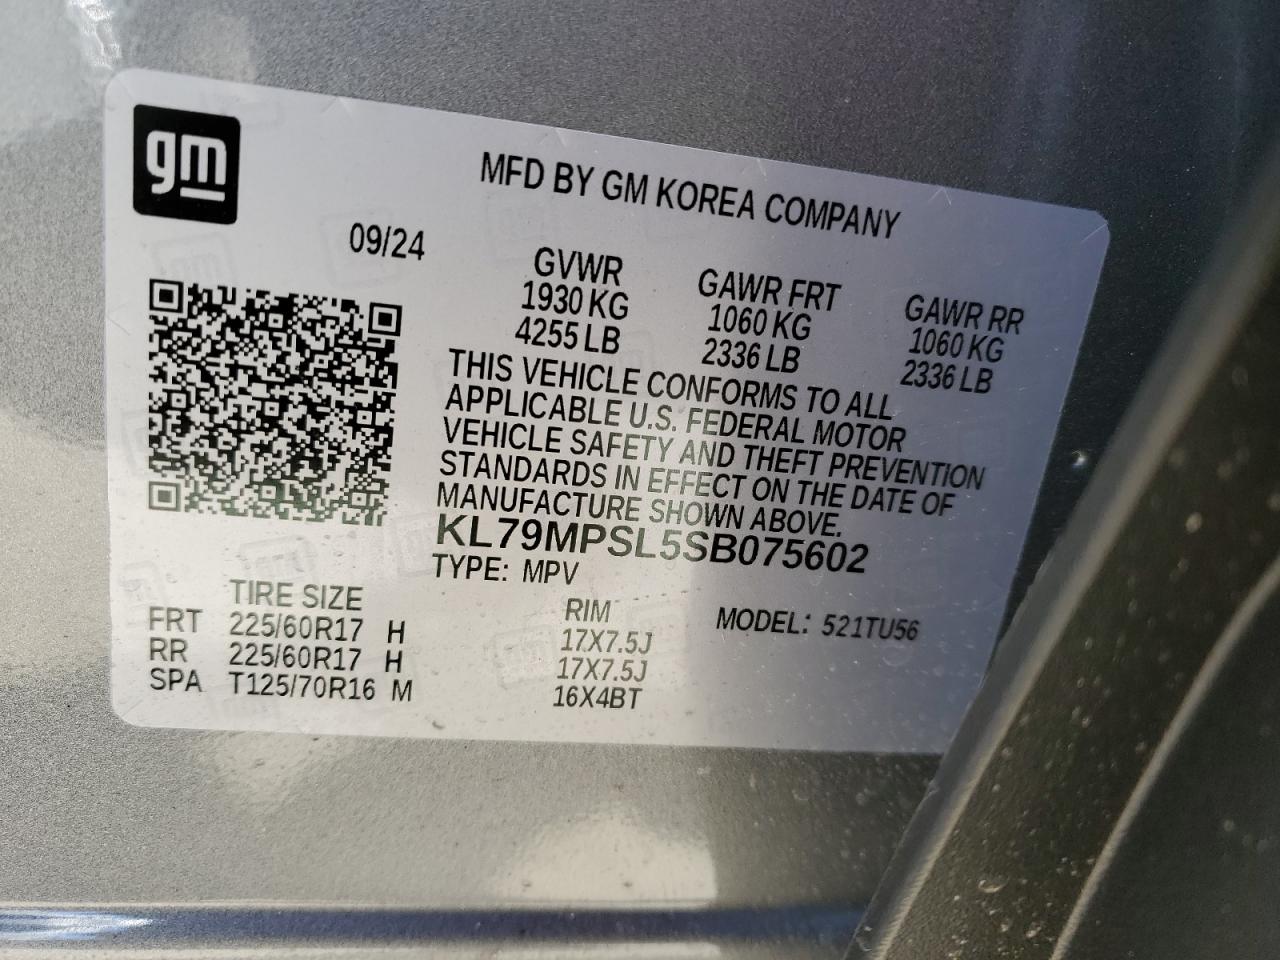 gm
MFD BY GM KOREA COMPANY
09/24
GVWR GAWR FRT GAWR RR
1930 KG 1060 KG 1060 KG
4255 LB 2336 LB 2336 LB
THIS VEHICLE CONFORMS TO ALL
APPLICABLE U.S. FEDERAL MOTOR
VEHICLE SAFETY AND THEFT PREVENTION
STANDARDS IN EFFECT ON THE DATE OF
MANUFACTURE SHOWN ABOVE.
KL79MPSL5SB075602
TYPE: MPV
MODEL: 521TU56
TIRE SIZE RIM
FRT 225/60R17 H 17X7.5J
RR 225/60R17 H 17X7.5J
SPA T125/70R16 M 16X4BT